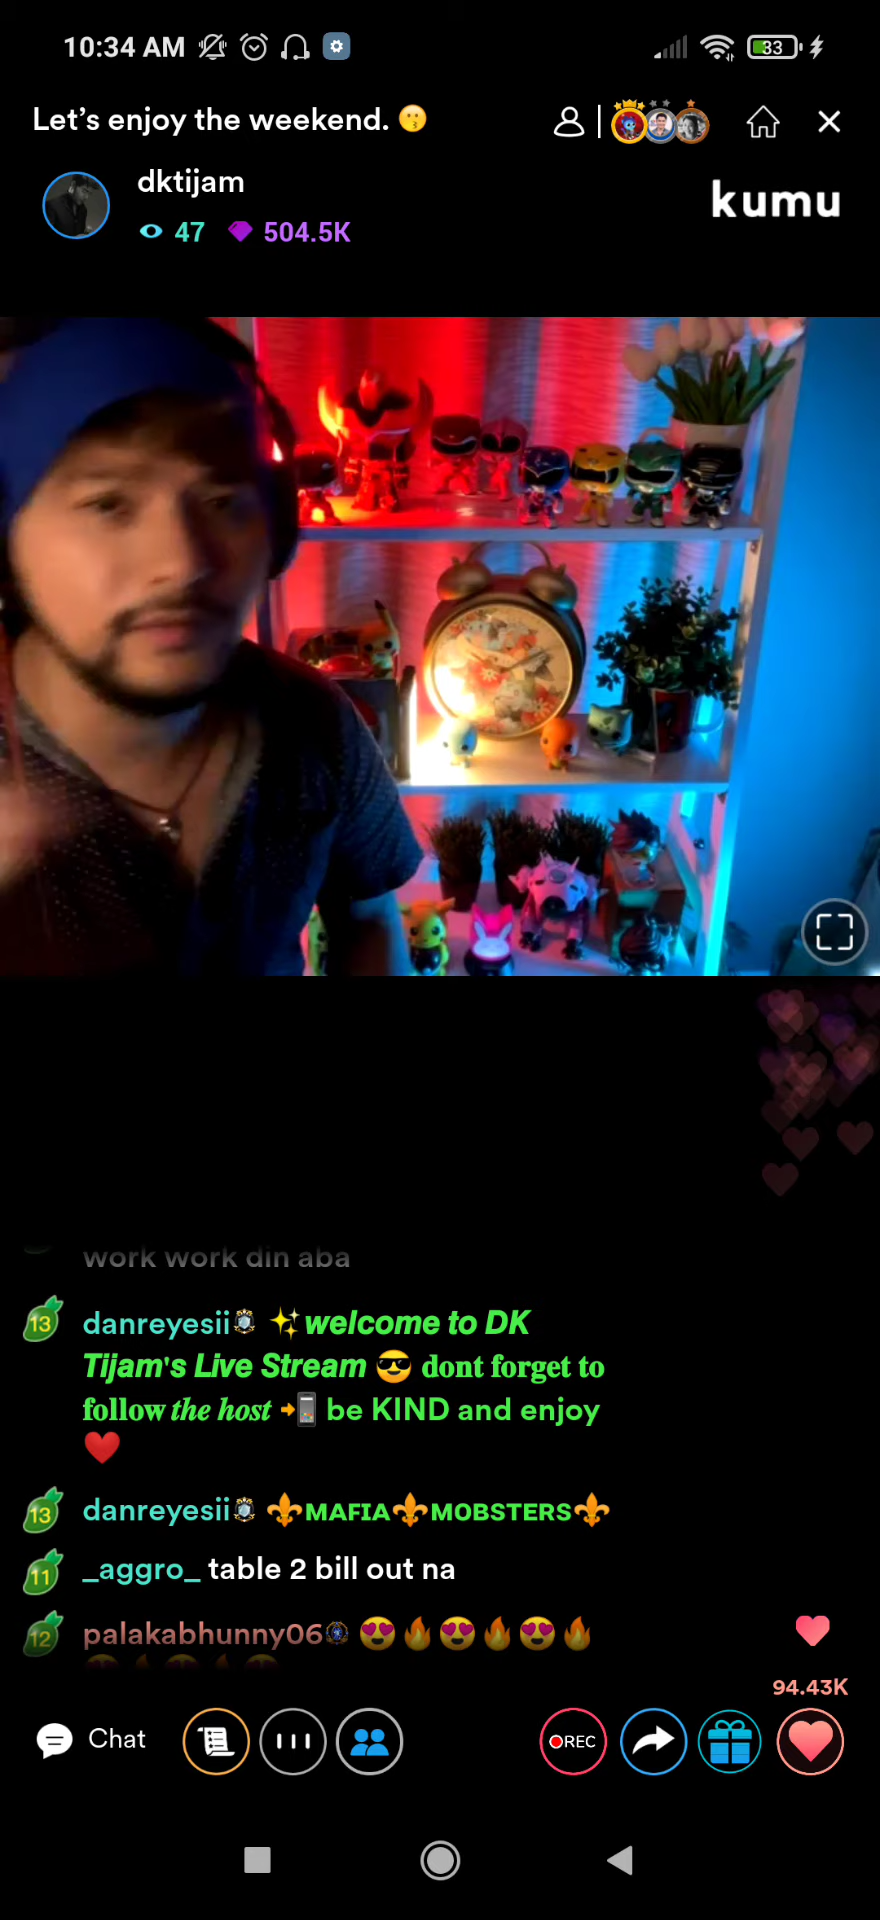 10:34 AM
33
Let’s enjoy the weekend. 😗
dktijam
47 504.5K
kumu
work work din aba
13 danreyesii ✨welcome to DK
Tijam's Live Stream 😎 dont forget to
follow the host 📲 be KIND and enjoy
❤️
13 danreyesii ⚜️MAFIA⚜️MOBSTERS⚜️
11 _aggro_ table 2 bill out na
12 palakabhunny06 😍🔥😍🔥😍🔥
94.43K
Chat
REC